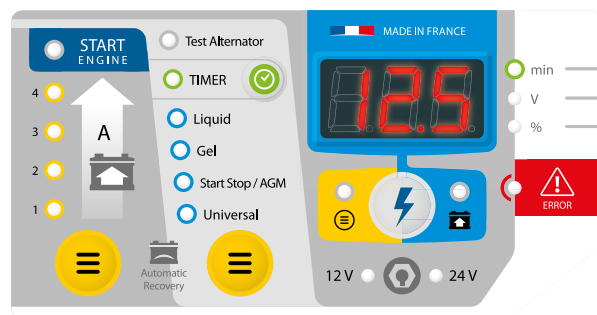 MADE IN FRANCE
START
ENGINE
Test Alternator
TIMER
4
3
2
1
A
Liquid
Gel
Start Stop / AGM
Universal
12.5
min
V
%
ERROR
Automatic
Recovery
12 V
24 V